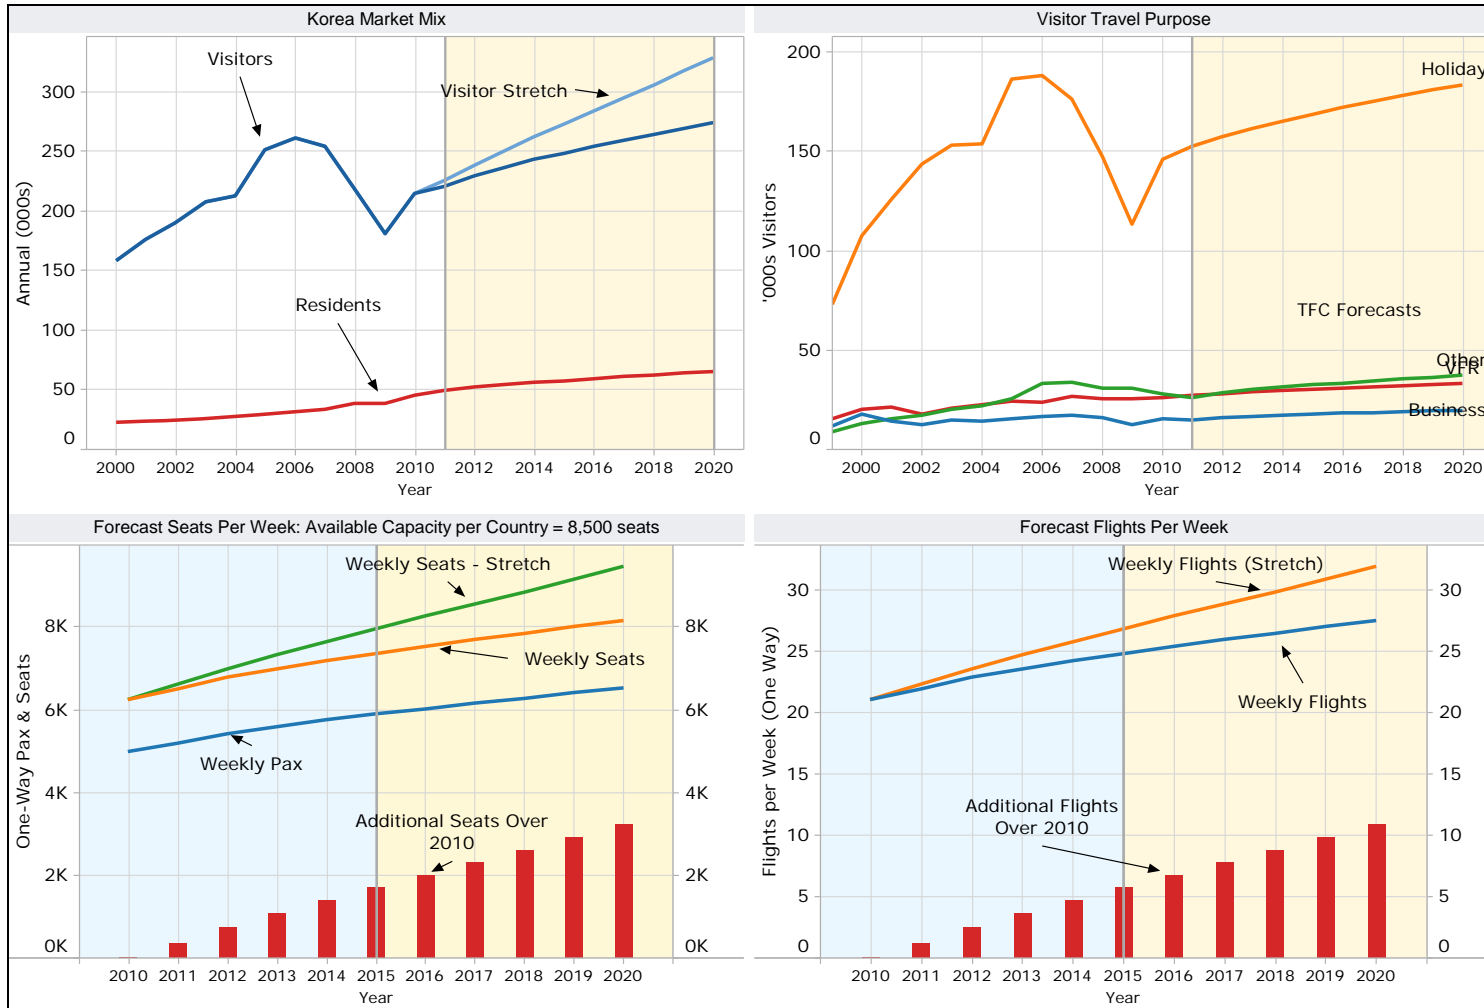 Korea Market Mix
Visitors
Visitor Stretch
Residents
Annual (000s)
300
250
200
150
100
50
0
2000 2002 2004 2006 2008 2010 2012 2014 2016 2018 2020
Year
Visitor Travel Purpose
Holiday
TFC Forecasts
Other
VFR
Business
'000s Visitors
200
150
100
50
0
2000 2002 2004 2006 2008 2010 2012 2014 2016 2018 2020
Year
Forecast Seats Per Week: Available Capacity per Country = 8,500 seats
Weekly Seats - Stretch
Weekly Seats
Weekly Pax
Additional Seats Over
2010
One-Way Pax & Seats
8K 8K
6K 6K
4K 4K
2K 2K
0K 0K
2010 2011 2012 2013 2014 2015 2016 2017 2018 2019 2020
Year
Forecast Flights Per Week
Weekly Flights (Stretch)
Weekly Flights
Additional Flights
Over 2010
Flights per Week (One Way)
30 30
25 25
20 20
15 15
10 10
5 5
0 0
2010 2011 2012 2013 2014 2015 2016 2017 2018 2019 2020
Year